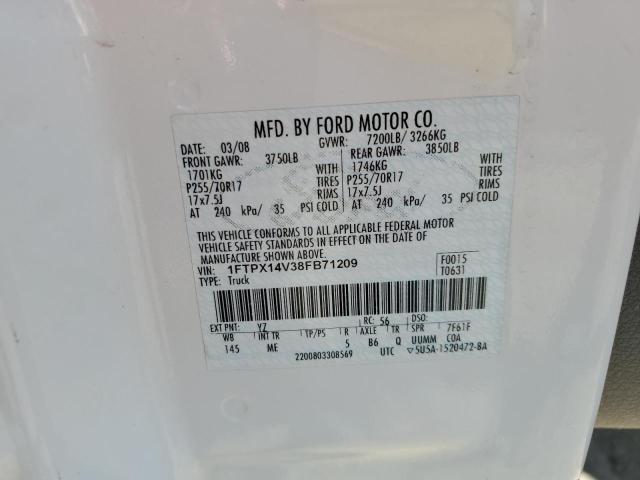 MFD. BY FORD MOTOR CO.
DATE: 03/08 GVWR: 7200LB/ 3266KG
FRONT GAWR: 3750LB REAR GAWR: 3850LB
1701KG WITH 1746KG WITH
P255/70R17 TIRES P255/70R17 TIRES
17x7.5J RIMS 17x7.5J RIMS
AT 240 kPa/ 35 PSI COLD AT 240 kPa/ 35 PSI COLD
THIS VEHICLE CONFORMS TO ALL APPLICABLE FEDERAL MOTOR
VEHICLE SAFETY STANDARDS IN EFFECT ON THE DATE OF
MANUFACTURE SHOWN ABOVE.
VIN: 1FTPX14V38FB71209 F0015
TYPE: Truck T0631
EXT PNT: YZ RC: 56 DSO:
WB INT TR TP/PS R AXLE TR SPR 7F61F
145 ME 5 B6 Q UUMM COA
2200803308569 UTC 5U5A-1520472-BA